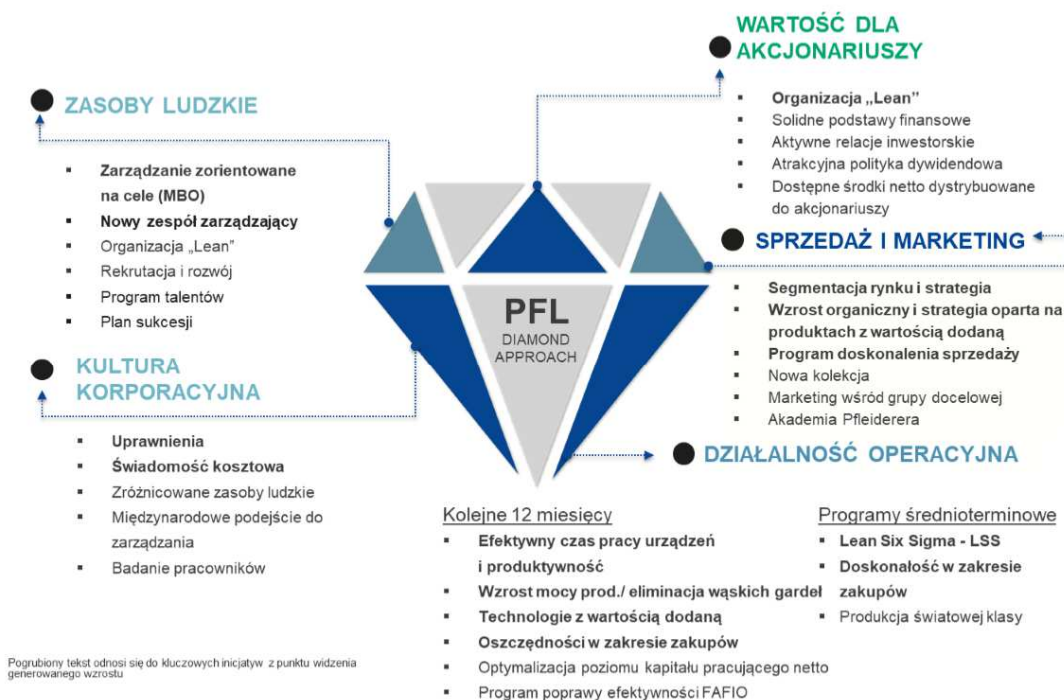 WARTOŚĆ DLA
AKCJONARIUSZY
Organizacja „Lean”
Solidne podstawy finansowe
Aktywne relacje inwestorskie
Atrakcyjna polityka dywidendowa
Dostępne środki netto dystrybuowane
do akcjonariuszy
ZASOBY LUDZKIE
Zarządzanie zorientowane
na cele (MBO)
Nowy zespół zarządzający
Organizacja „Lean”
Rekrutacja i rozwój
Program talentów
Plan sukcesji
SPRZEDAŻ I MARKETING
Segmentacja rynku i strategia
Wzrost organiczny i strategia oparta na
produktach z wartością dodaną
Program doskonalenia sprzedaży
Nowa kolekcja
Marketing wśród grupy docelowej
Akademia Pfleiderera
PFL
DIAMOND
APPROACH
KULTURA
KORPORACYJNA
Uprawnienia
Świadomość kosztowa
Zróżnicowane zasoby ludzkie
Międzynarodowe podejście do
zarządzania
Badanie pracowników
DZIAŁALNOŚĆ OPERACYJNA
Kolejne 12 miesięcy
Efektywny czas pracy urządzeń
i produktywność
Wzrost mocy prod./ eliminacja wąskich gardeł
Technologie z wartością dodaną
Oszczędności w zakresie zakupów
Optymalizacja poziomu kapitału pracującego netto
Program poprawy efektywności FAFIO
Programy średnioterminowe
Lean Six Sigma - LSS
Doskonałość w zakresie
zakupów
Produkcja światowej klasy
Pogrubiony tekst odnosi się do kluczowych inicjatyw z punktu widzenia
generowanego wzrostu